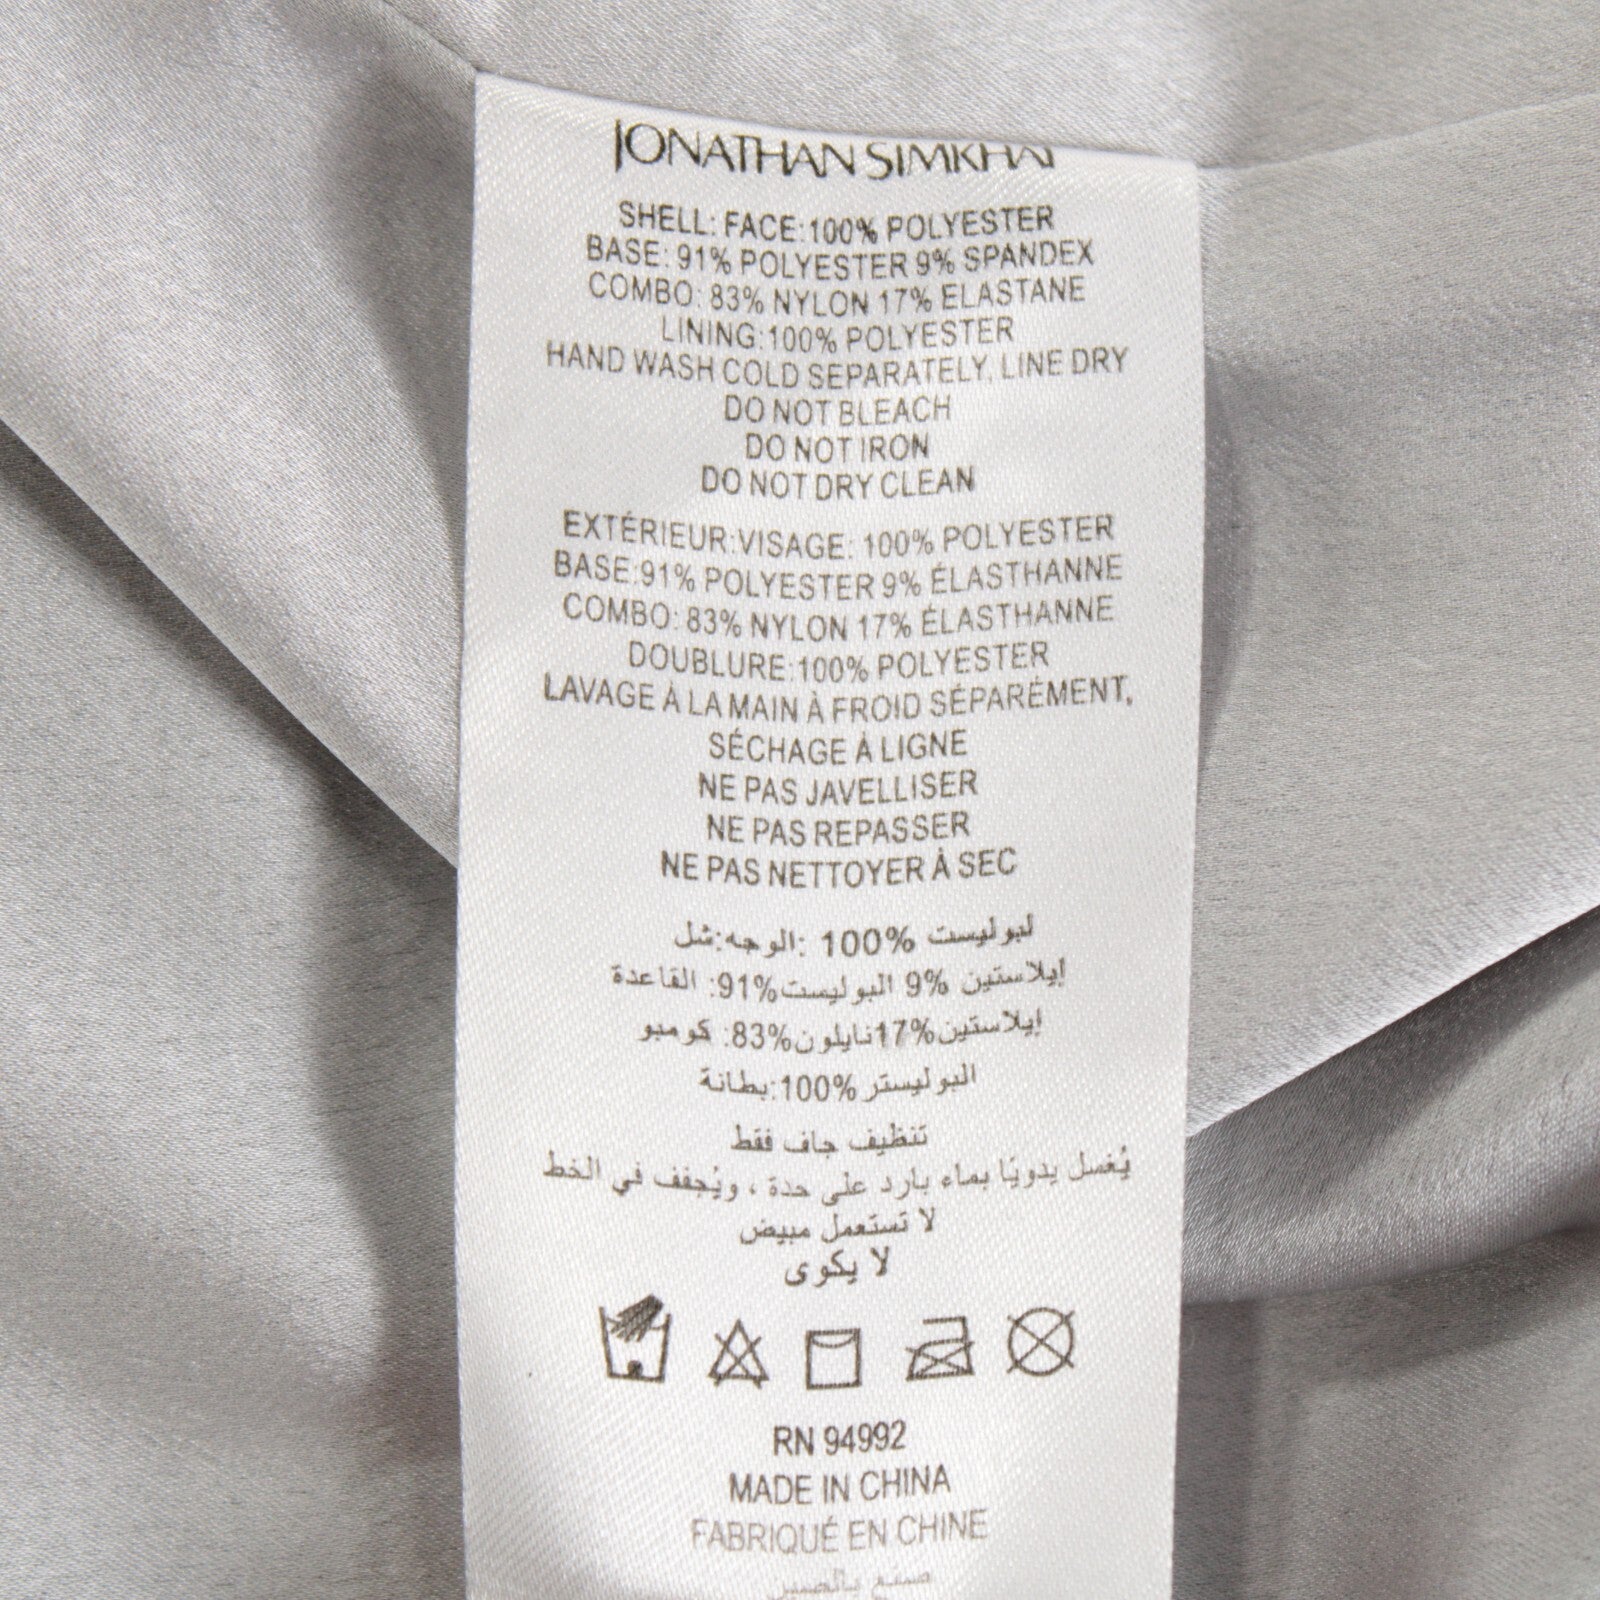 JONATHAN SIMKHAI
SHELL: FACE:100% POLYESTER
BASE: 91% POLYESTER 9% SPANDEX
COMBO: 83% NYLON 17% ELASTANE
LINING:100% POLYESTER
HAND WASH COLD SEPARATELY, LINE DRY
DO NOT BLEACH
DO NOT IRON
DO NOT DRY CLEAN
EXTÉRIEUR:VISAGE: 100% POLYESTER
BASE:91% POLYESTER 9% ÉLASTHANNE
COMBO: 83% NYLON 17% ÉLASTHANNE
DOUBLURE:100% POLYESTER
LAVAGE À LA MAIN À FROID SÉPARÉMENT,
SÉCHAGE À LIGNE
NE PAS JAVELLISER
NE PAS REPASSER
NE PAS NETTOYER À SEC
لبوليست 100% :الوجه:شل
إيلاستين 9% البوليست91%: القاعدة
إيلاستين17%نايلون83%: كومبو
البوليستر 100%:بطانة
تنظيف جاف فقط
يُغسل يدويًا بماء بارد على حدة ، ويُجفف في الخط
لا تستعمل مبيض
لا يكوى
RN 94992
MADE IN CHINA
FABRIQUÉ EN CHINE
صنع بالصين